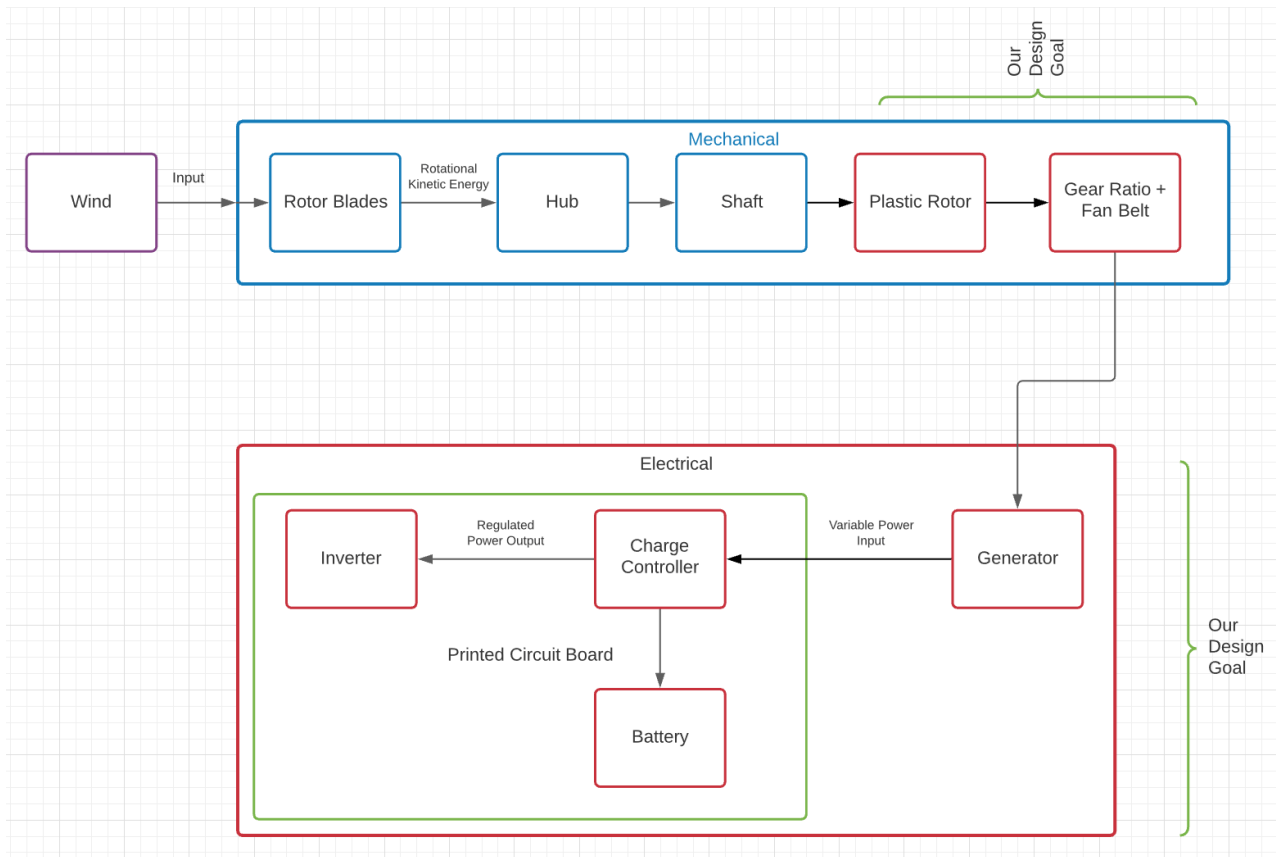 Our
Design
Goal
Mechanical
Wind
Input
Rotor Blades
Rotational
Kinetic Energy
Hub
Shaft
Plastic Rotor
Gear Ratio +
Fan Belt
Electrical
Inverter
Regulated
Power Output
Charge
Controller
Variable Power
Input
Generator
Printed Circuit Board
Battery
Our
Design
Goal